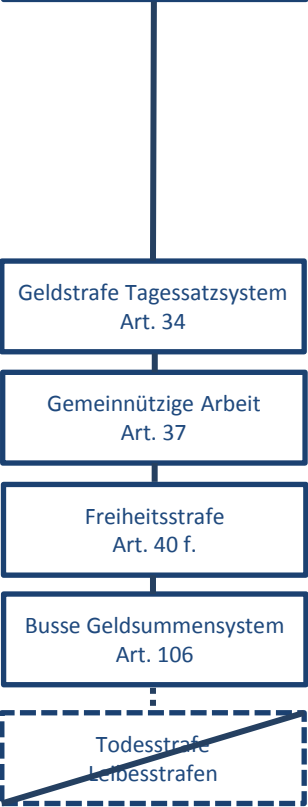 Geldstrafe Tagessatzsystem
Art. 34
Gemeinnützige Arbeit
Art. 37
Freiheitsstrafe
Art. 40 f.
Busse Geldsummensystem
Art. 106
Todesstrafe
Leibesstrafen